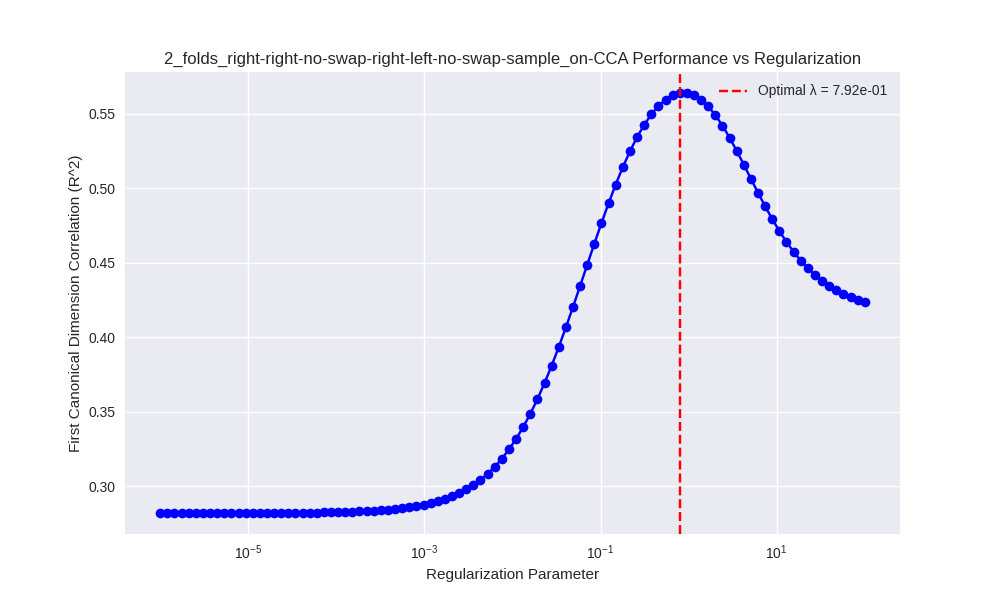 2_folds_right-right-no-swap-right-left-no-swap-sample_on-CCA Performance vs Regularization
Optimal λ = 7.92e-01
First Canonical Dimension Correlation (R^2)
0.55
0.50
0.45
0.40
0.35
0.30
10⁻⁵
10⁻³
10⁻¹
10¹
Regularization Parameter